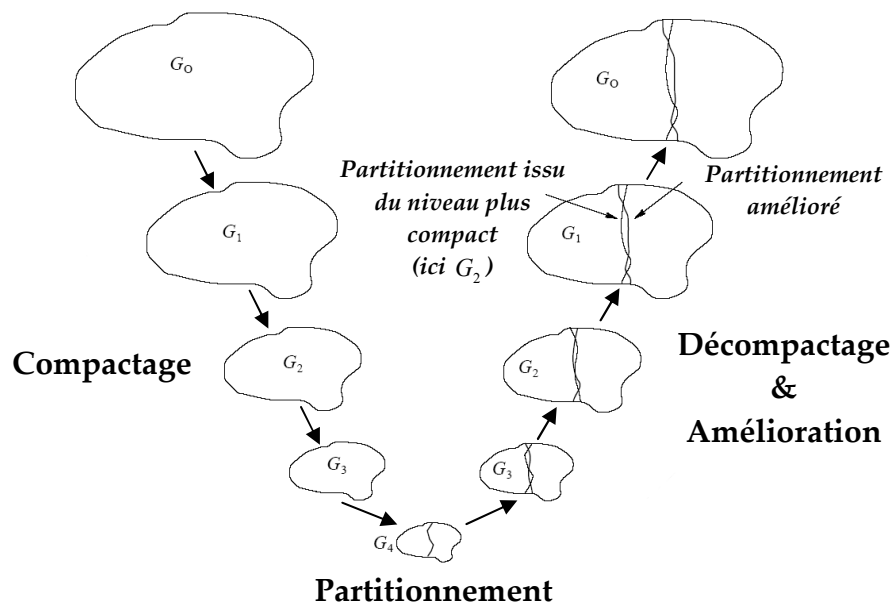 G₀
G₀
Partitionnement issu
du niveau plus
compact
(ici G₂)
Partitionnement
amélioré
G₁
G₁
Compactage
G₂
G₂
Décompactage
&
Amélioration
G₃
G₃
G₄
Partitionnement